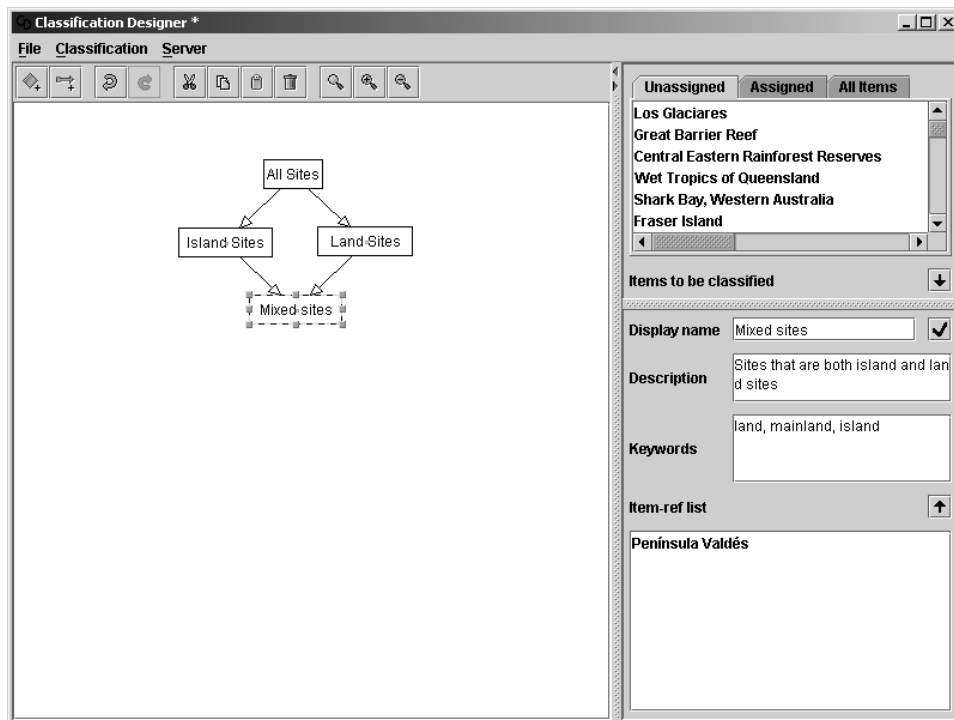 Classification Designer *
File Classification Server
Unassigned Assigned All Items
Los Glaciares
Great Barrier Reef
Central Eastern Rainforest Reserves
Wet Tropics of Queensland
Shark Bay, Western Australia
Fraser Island
Items to be classified
All Sites
Island Sites
Land Sites
Mixed sites
Display name Mixed sites
Description
Sites that are both island and lan
d sites
Keywords
land, mainland, island
Item-ref list
Península Valdés